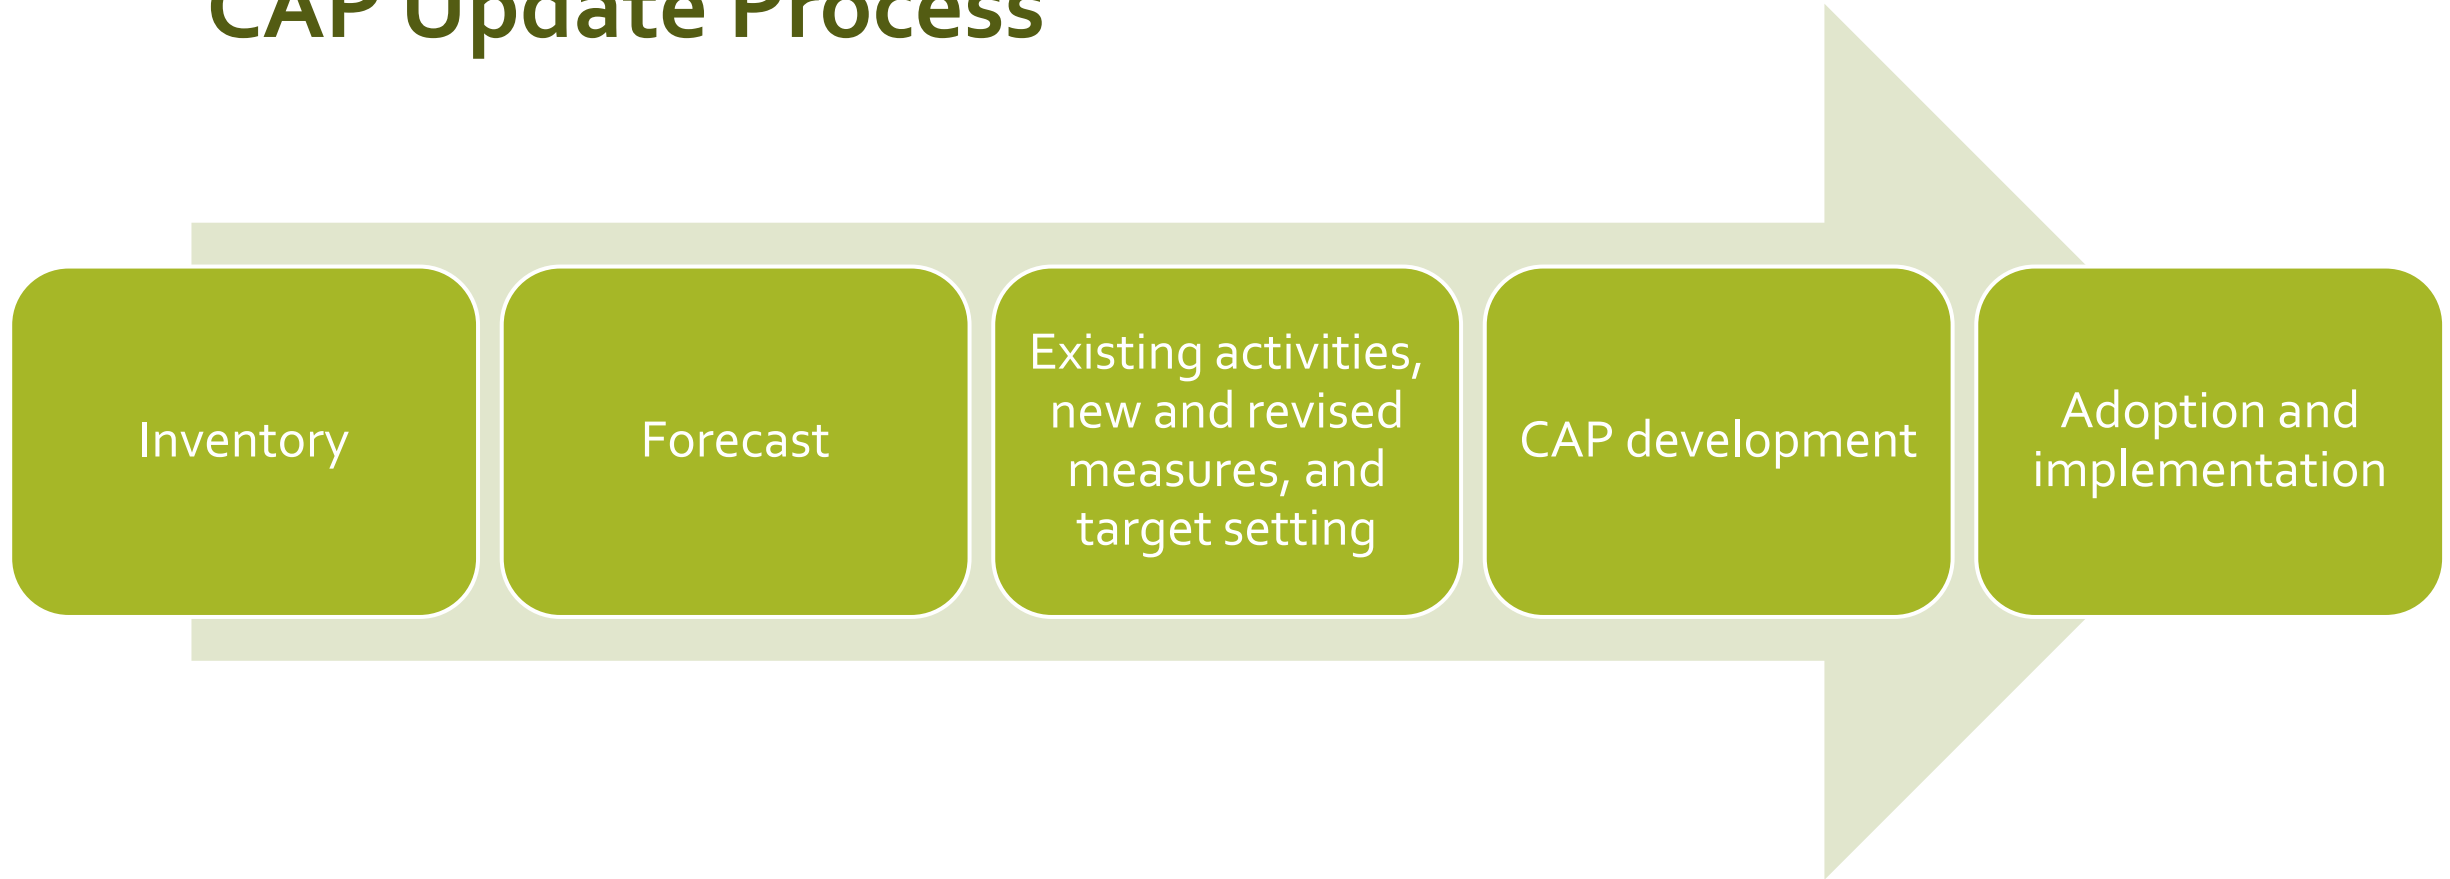 CAP Update Process
Inventory
Forecast
Existing activities,
new and revised
measures, and
target setting
CAP development
Adoption and
implementation